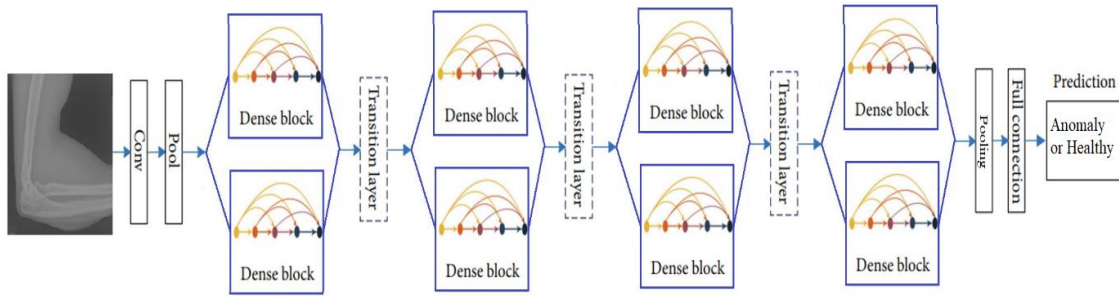 Conv
Pool
Dense block
Dense block
Transition layer
Dense block
Dense block
Transition layer
Dense block
Dense block
Transition layer
Dense block
Dense block
Pooling
Full connection
Prediction
Anomaly
or Healthy